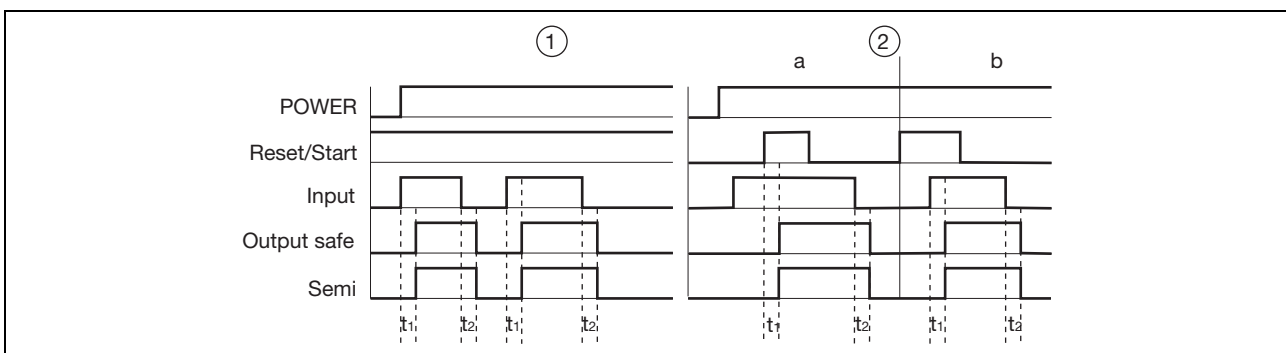 1
2
a
b
POWER
Reset/Start
Input
Output safe
Semi
t1 t2 t1 t2 t1 t2 t1 t2